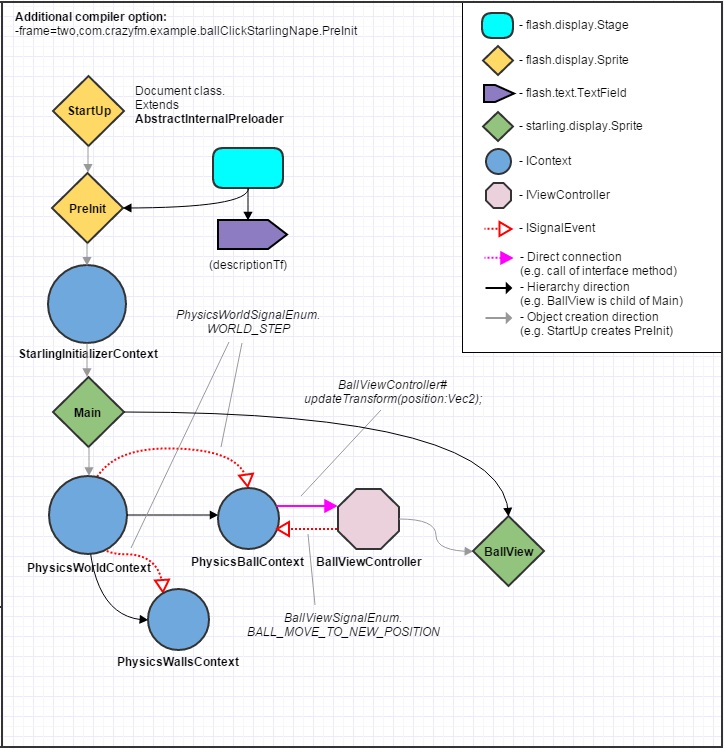 Additional compiler option:
-frame=two,com.crazyfm.example.ballClickStarlingNape.PreInit
StartUp
Document class.
Extends
AbstractInternalPreloader
PreInit
(descriptionTf)
StarlingInitializerContext
PhysicsWorldSignalEnum.
WORLD_STEP
Main
BallViewController#
updateTransform(position:Vec2);
PhysicsWorldContext
PhysicsBallContext
BallViewController
BallView
BallViewSignalEnum.
BALL_MOVE_TO_NEW_POSITION
PhysicsWallsContext
- flash.display.Stage
- flash.display.Sprite
- flash.text.TextField
- starling.display.Sprite
- IContext
- IViewController
- ISignalEvent
- Direct connection
(e.g. call of interface method)
- Hierarchy direction
(e.g. BallView is child of Main)
- Object creation direction
(e.g. StartUp creates PreInit)